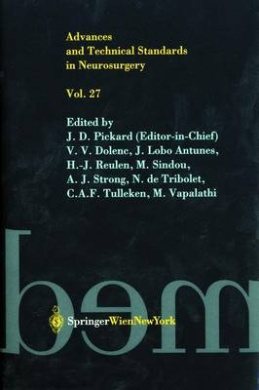 Advances
and Technical Standards
in Neurosurgery
Vol. 27
Edited by
J. D. Pickard (Editor-in-Chief)
V. V. Dolenc, J. Lobo Antunes,
H.-J. Reulen, M. Sindou,
A. J. Strong, N. de Tribolet,
C.A.F. Tulleken, M. Vapalathi
SpringerWienNewYork